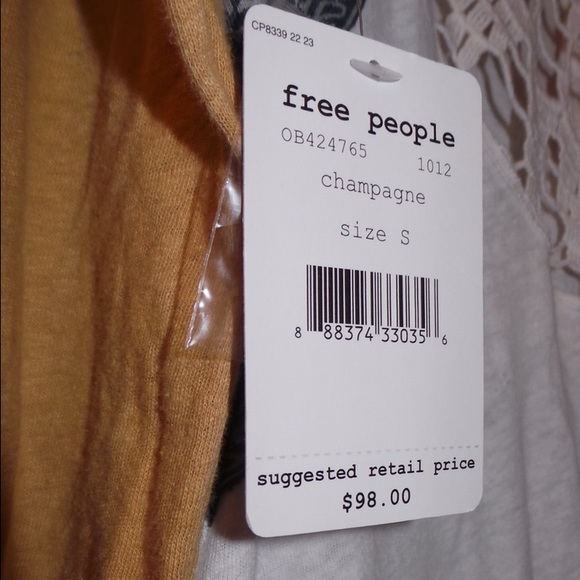 CP8339 22 23
free people
OB424765 1012
champagne
size S
8 88374 33035 6
suggested retail price
$98.00